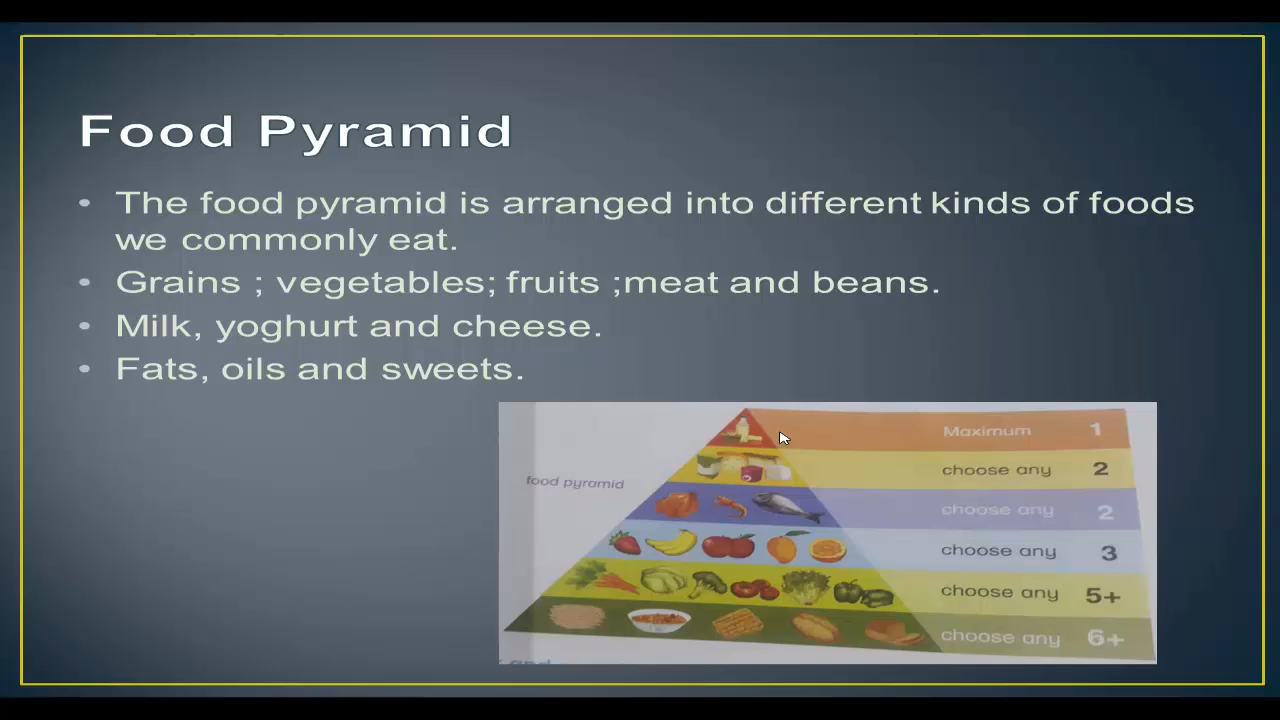 Food Pyramid
• The food pyramid is arranged into different kinds of foods
we commonly eat.
• Grains ; vegetables; fruits ;meat and beans.
• Milk, yoghurt and cheese.
• Fats, oils and sweets.
food pyramid
Maximum 1
choose any 2
choose any 2
choose any 3
choose any 5+
choose any 6+